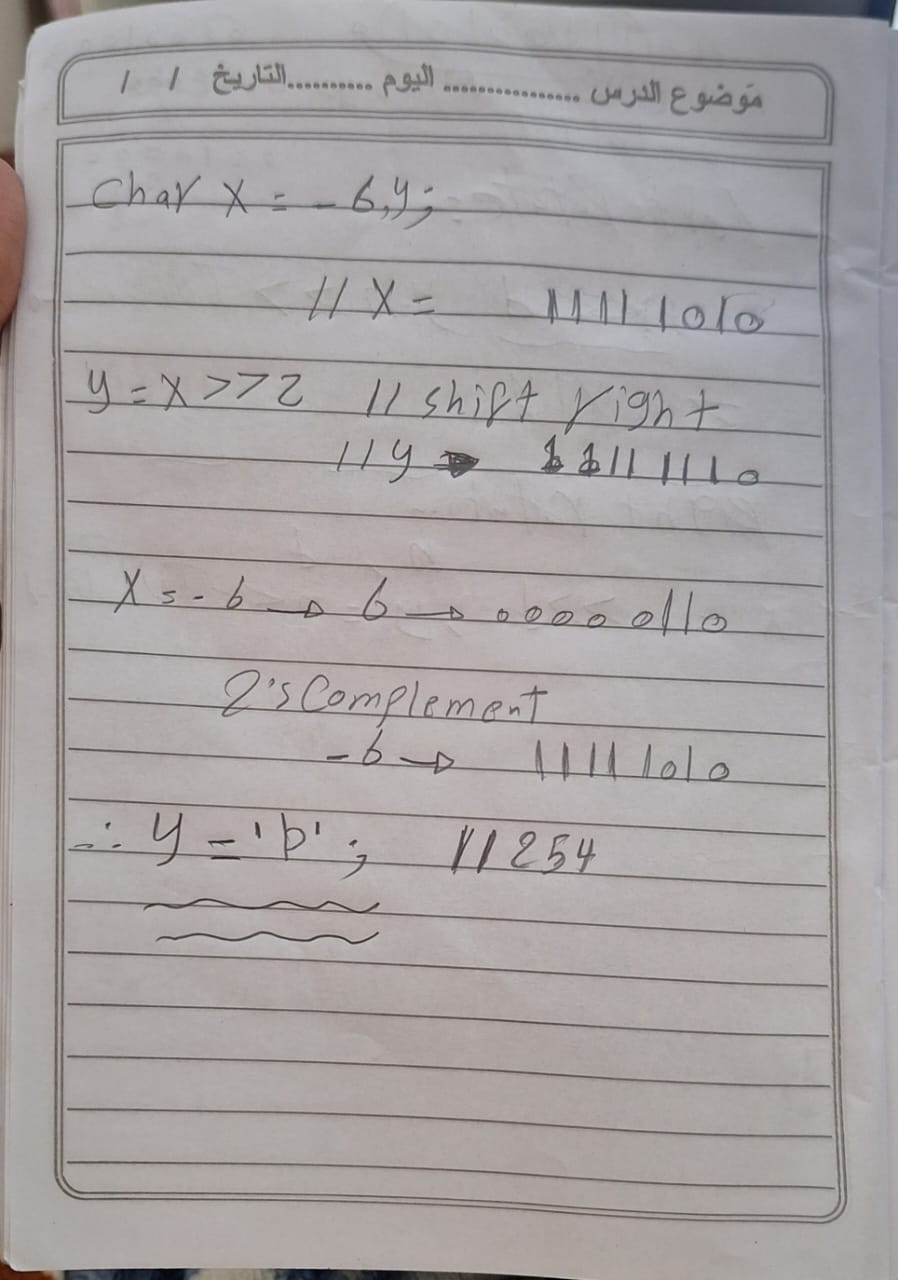 موضوع الدرس ................ اليوم .......... التاريخ / /
Char X = - 6,y;
// X = 11111010
y = X >> 2 // shift right
// y → 11111110
X = - 6 → 6 → 00000110
2's Complement
- 6 → 11111010
∴ y = 'þ' ; // 254